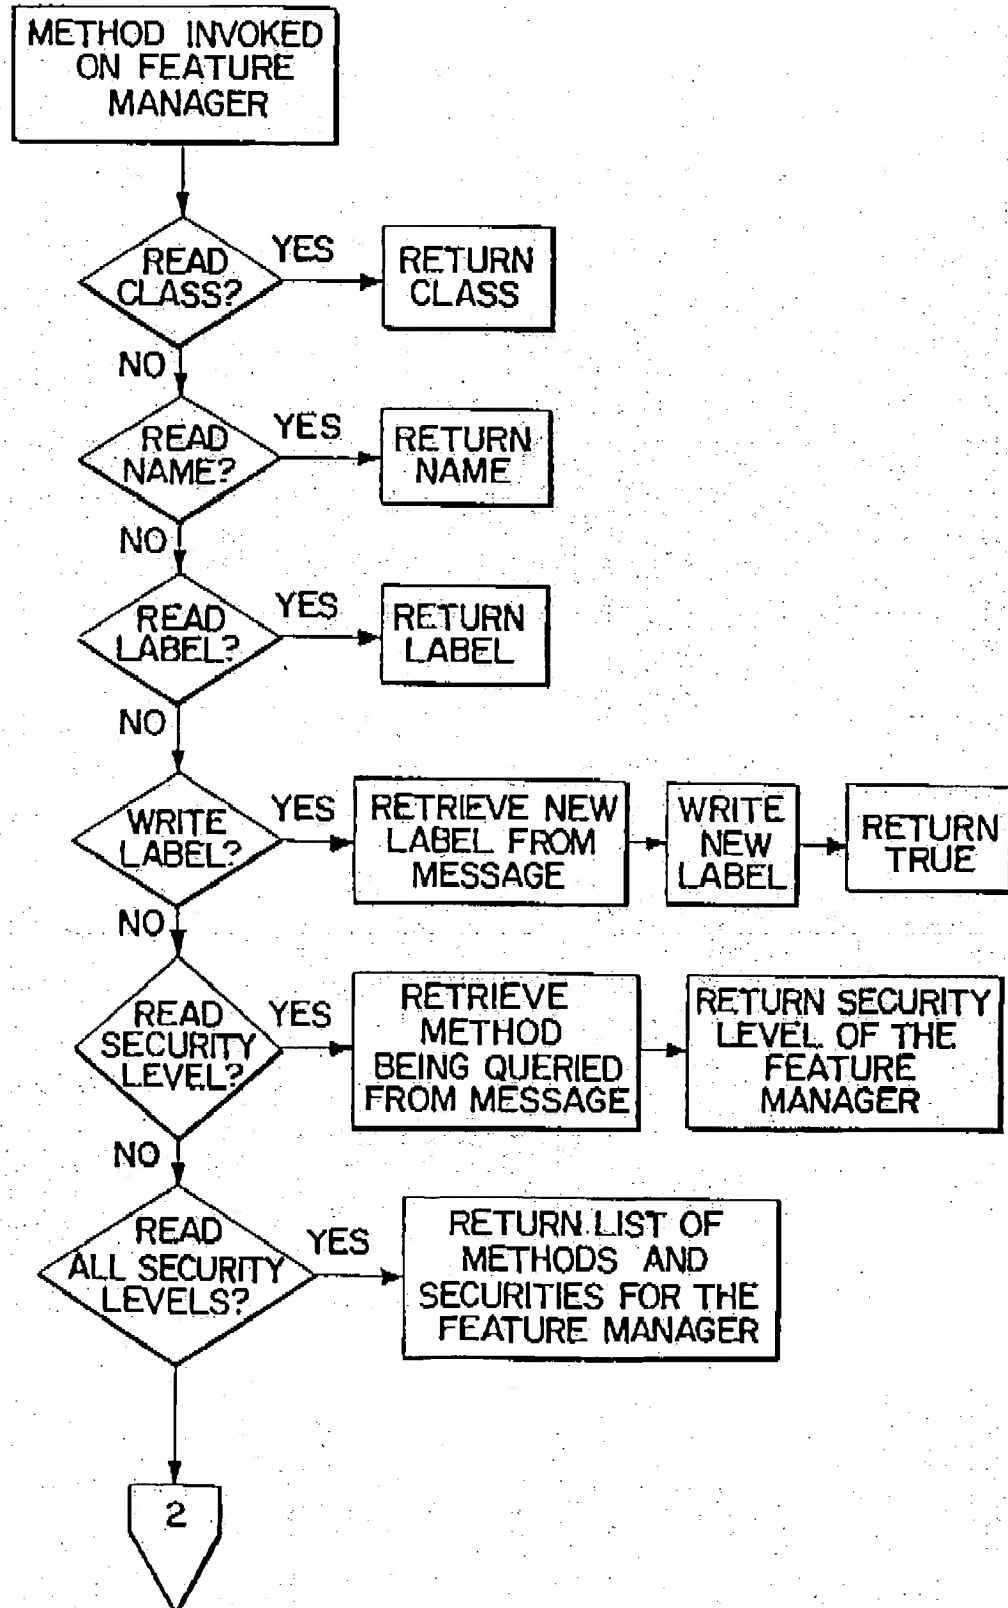 METHOD INVOKED
ON FEATURE
MANAGER
READ
CLASS?
YES
RETURN
CLASS
NO
READ
NAME?
YES
RETURN
NAME
NO
READ
LABEL?
YES
RETURN
LABEL
NO
WRITE
LABEL?
YES
RETRIEVE NEW
LABEL FROM
MESSAGE
WRITE
NEW
LABEL
RETURN
TRUE
NO
READ
SECURITY
LEVEL?
YES
RETRIEVE
METHOD
BEING QUERIED
FROM MESSAGE
RETURN SECURITY
LEVEL OF THE
FEATURE
MANAGER
NO
READ
ALL SECURITY
LEVELS?
YES
RETURN LIST OF
METHODS AND
SECURITIES FOR THE
FEATURE MANAGER
2